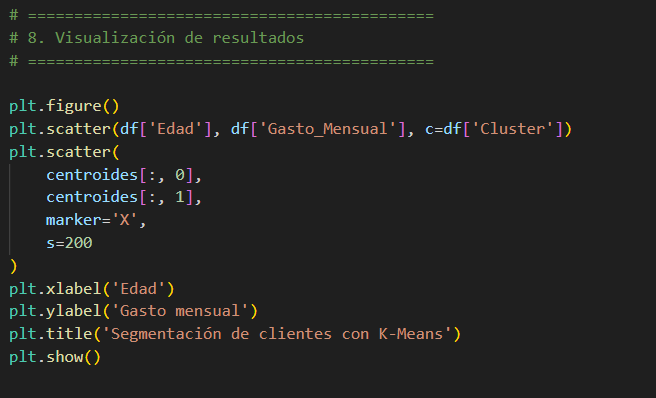 # ============================================
# 8. Visualización de resultados
# ============================================
plt.figure()
plt.scatter(df['Edad'], df['Gasto_Mensual'], c=df['Cluster'])
plt.scatter(
    centroides[:, 0],
    centroides[:, 1],
    marker='X',
    s=200
)
plt.xlabel('Edad')
plt.ylabel('Gasto mensual')
plt.title('Segmentación de clientes con K-Means')
plt.show()